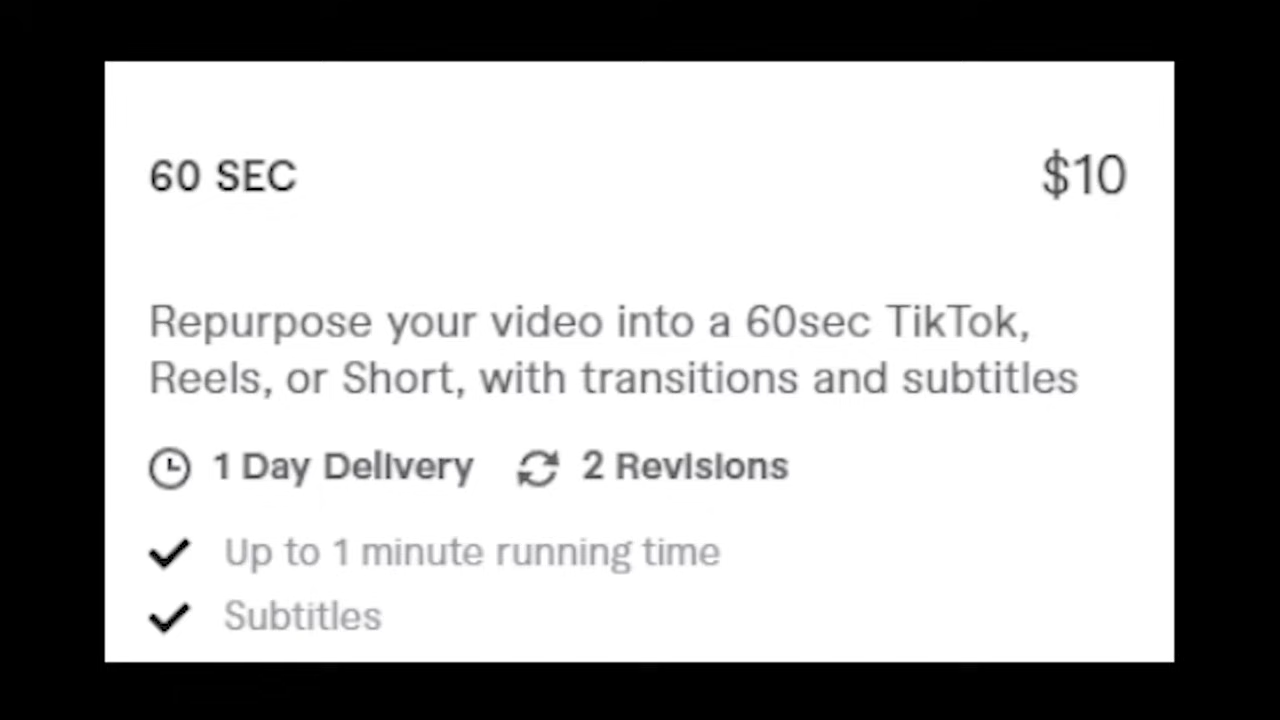 60 SEC
$10
Repurpose your video into a 60sec TikTok,
Reels, or Short, with transitions and subtitles
1 Day Delivery
2 Revisions
Up to 1 minute running time
Subtitles